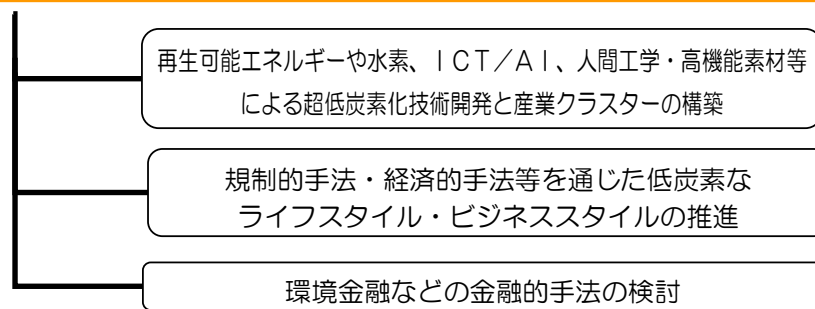 再生可能エネルギーや水素、ＩＣＴ／ＡＩ、人間工学・高機能素材等
による超低炭素化技術開発と産業クラスターの構築
規制的手法・経済的手法等を通じた低炭素な
ライフスタイル・ビジネススタイルの推進
環境金融などの金融的手法の検討